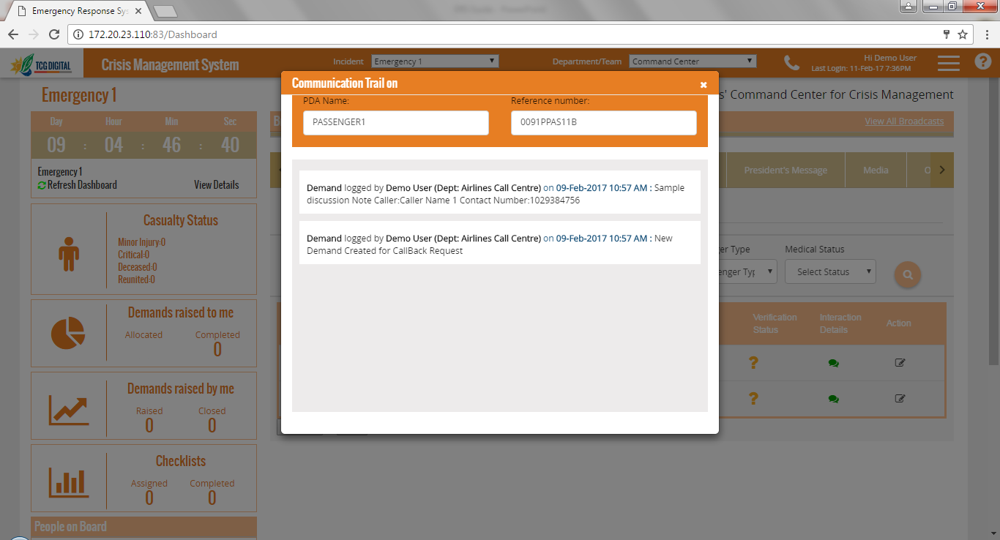 Emergency Response Sys
172.20.23.110:83/Dashboard
TCG DIGITAL
Crisis Management System
Incident
Emergency 1
Department/Team
Command Center
Hi Demo User
Last Login: 11-Feb-17 7:36PM
?
Communication Trail on
PDA Name:
Reference number:
PASSENGER1
0091PPAS11B
Demand logged by Demo User (Dept: Airlines Call Centre) on 09-Feb-2017 10:57 AM : Sample
discussion Note Caller:Caller Name 1 Contact Number:1029384756
Demand logged by Demo User (Dept: Airlines Call Centre) on 09-Feb-2017 10:57 AM : New
Demand Created for CallBack Request
Emergency 1
s' Command Center for Crisis Management
Day Hour Min Sec
09 : 04 : 46 : 40
Emergency 1
Refresh Dashboard View Details
B
View All Broadcasts
President's Message
Media
O
Casualty Status
Minor Injury-0
Critical:0
Deceased:0
Reunited:0
ger Type
Medical Status
enger Typ
Select Status
Demands raised to me
Allocated Completed
0
Verification
Status
Interaction
Details
Action
?
?
Demands raised by me
Raised Closed
0 0
Checklists
Assigned Completed
0 0
People on Board